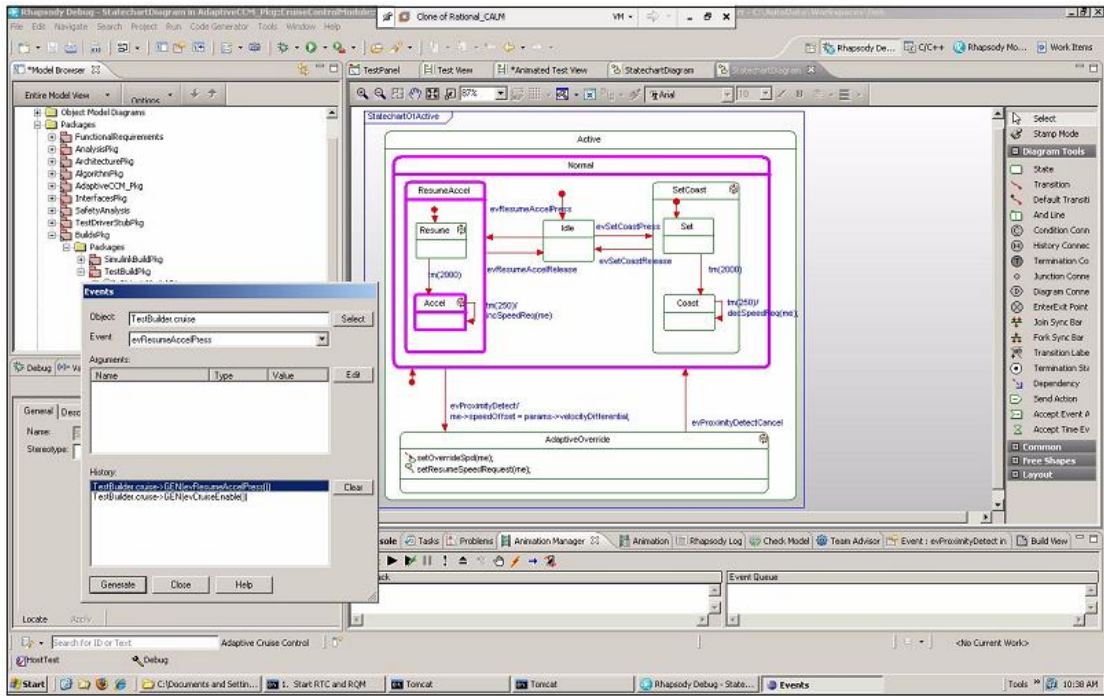 Rhapsody Debug - StatechartDiagram in AdaptiveCCM_Pkg::CruiseControlModule
Clone of Rational_CALM
VM
File Edit Navigate Search Project Run Code Generator Tools Window Help
Rhapsody De...
C/C++
Rhapsody Mo...
Work Items
*Model Browser
TestPanel
Test View
*Animated Test View
StatechartDiagram
StatechartDiagram
Entire Model View
Options
87%
Arial
10
Object Model Diagrams
Packages
FunctionalRequirements
AnalysisPkg
ArchitecturePkg
AlgorithmPkg
AdaptiveCCM_Pkg
InterfacesPkg
SafetyAnalysis
TestDriverStubPkg
BuildsPkg
Packages
SimulinkBuildPkg
TestBuildPkg
StatechartOfActive
Active
Normal
ResumeAccel
SetCoast
evResumeAccelPress
Resume
Idle
evSetCoastPress
Set
evSetCoastRelease
evResumeAccelRelease
tm(2000)
tm(2000)
Accel
tm(250)/
incSpeedReq(me)
Coast
tm(250)/
decSpeedReq(me);
evProximityDetect/
me->speedOffset = params->velocityDifferential;
evProximityDetectCancel
AdaptiveOverride
setOverrideSpd(me);
setResumeSpeedRequest(me);
Select
Stamp Mode
Diagram Tools
State
Transition
Default Transiti
And Line
Condition Conn
History Connec
Termination Co
Junction Conne
Diagram Conne
EnterExit Point
Join Sync Bar
Fork Sync Bar
Transition Labe
Termination Sta
Dependency
Send Action
Accept Event A
Accept Time Ev
Common
Free Shapes
Layout
Events
Object:
TestBuilder.cruise
Select
Event:
evResumeAccelPress
Arguments:
Name
Type
Value
Edit
History:
TestBuilder.cruise->GEN(evResumeAccelPress())
TestBuilder.cruise->GEN(evCruiseEnable())
Clear
Generate
Close
Help
Debug
Va
General
Desc
Name:
Stereotype:
Locate
Apply
sole
Tasks
Problems
Animation Manager
Animation
Rhapsody Log
Check Model
Team Advisor
Event : evProximityDetect in
Build View
ck
Event Queue
Search for ID or Text
Adaptive Cruise Control
<No Current Work>
HostTest
Debug
Start
C:\Documents and Settin...
1. Start RTC and RQM
Tomcat
Tomcat
Rhapsody Debug - State...
Events
Tools
10:38 AM